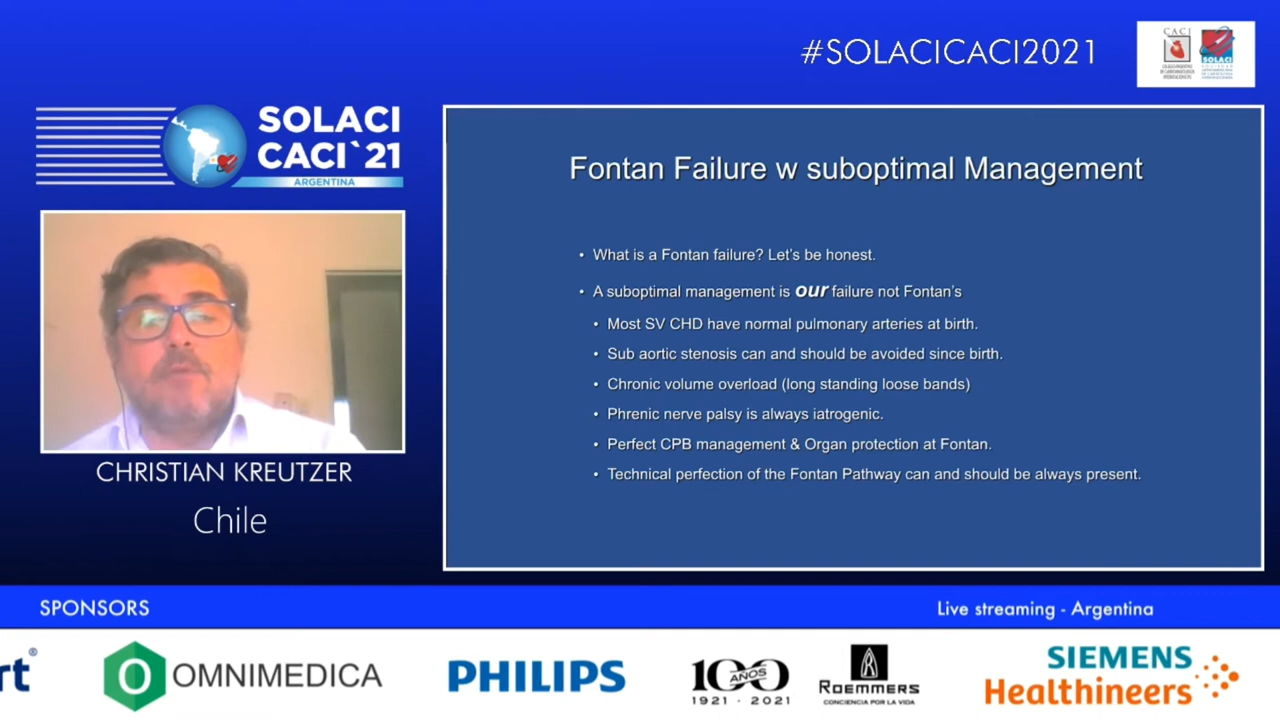 #SOLACICACI2021
CACI
SOLACI
SOLACI
CACI`21
ARGENTINA
Fontan Failure w suboptimal Management
• What is a Fontan failure? Let's be honest.
• A suboptimal management is our failure not Fontan's
• Most SV CHD have normal pulmonary arteries at birth.
• Sub aortic stenosis can and should be avoided since birth.
• Chronic volume overload (long standing loose bands)
• Phrenic nerve palsy is always iatrogenic.
• Perfect CPB management & Organ protection at Fontan.
• Technical perfection of the Fontan Pathway can and should be always present.
CHRISTIAN KREUTZER
Chile
SPONSORS
Live streaming - Argentina
rt®
OMNIMEDICA
PHILIPS
100 AÑOS
1921 - 2021
ROEMMERS
CONCIENCIA POR LA VIDA
SIEMENS
Healthineers